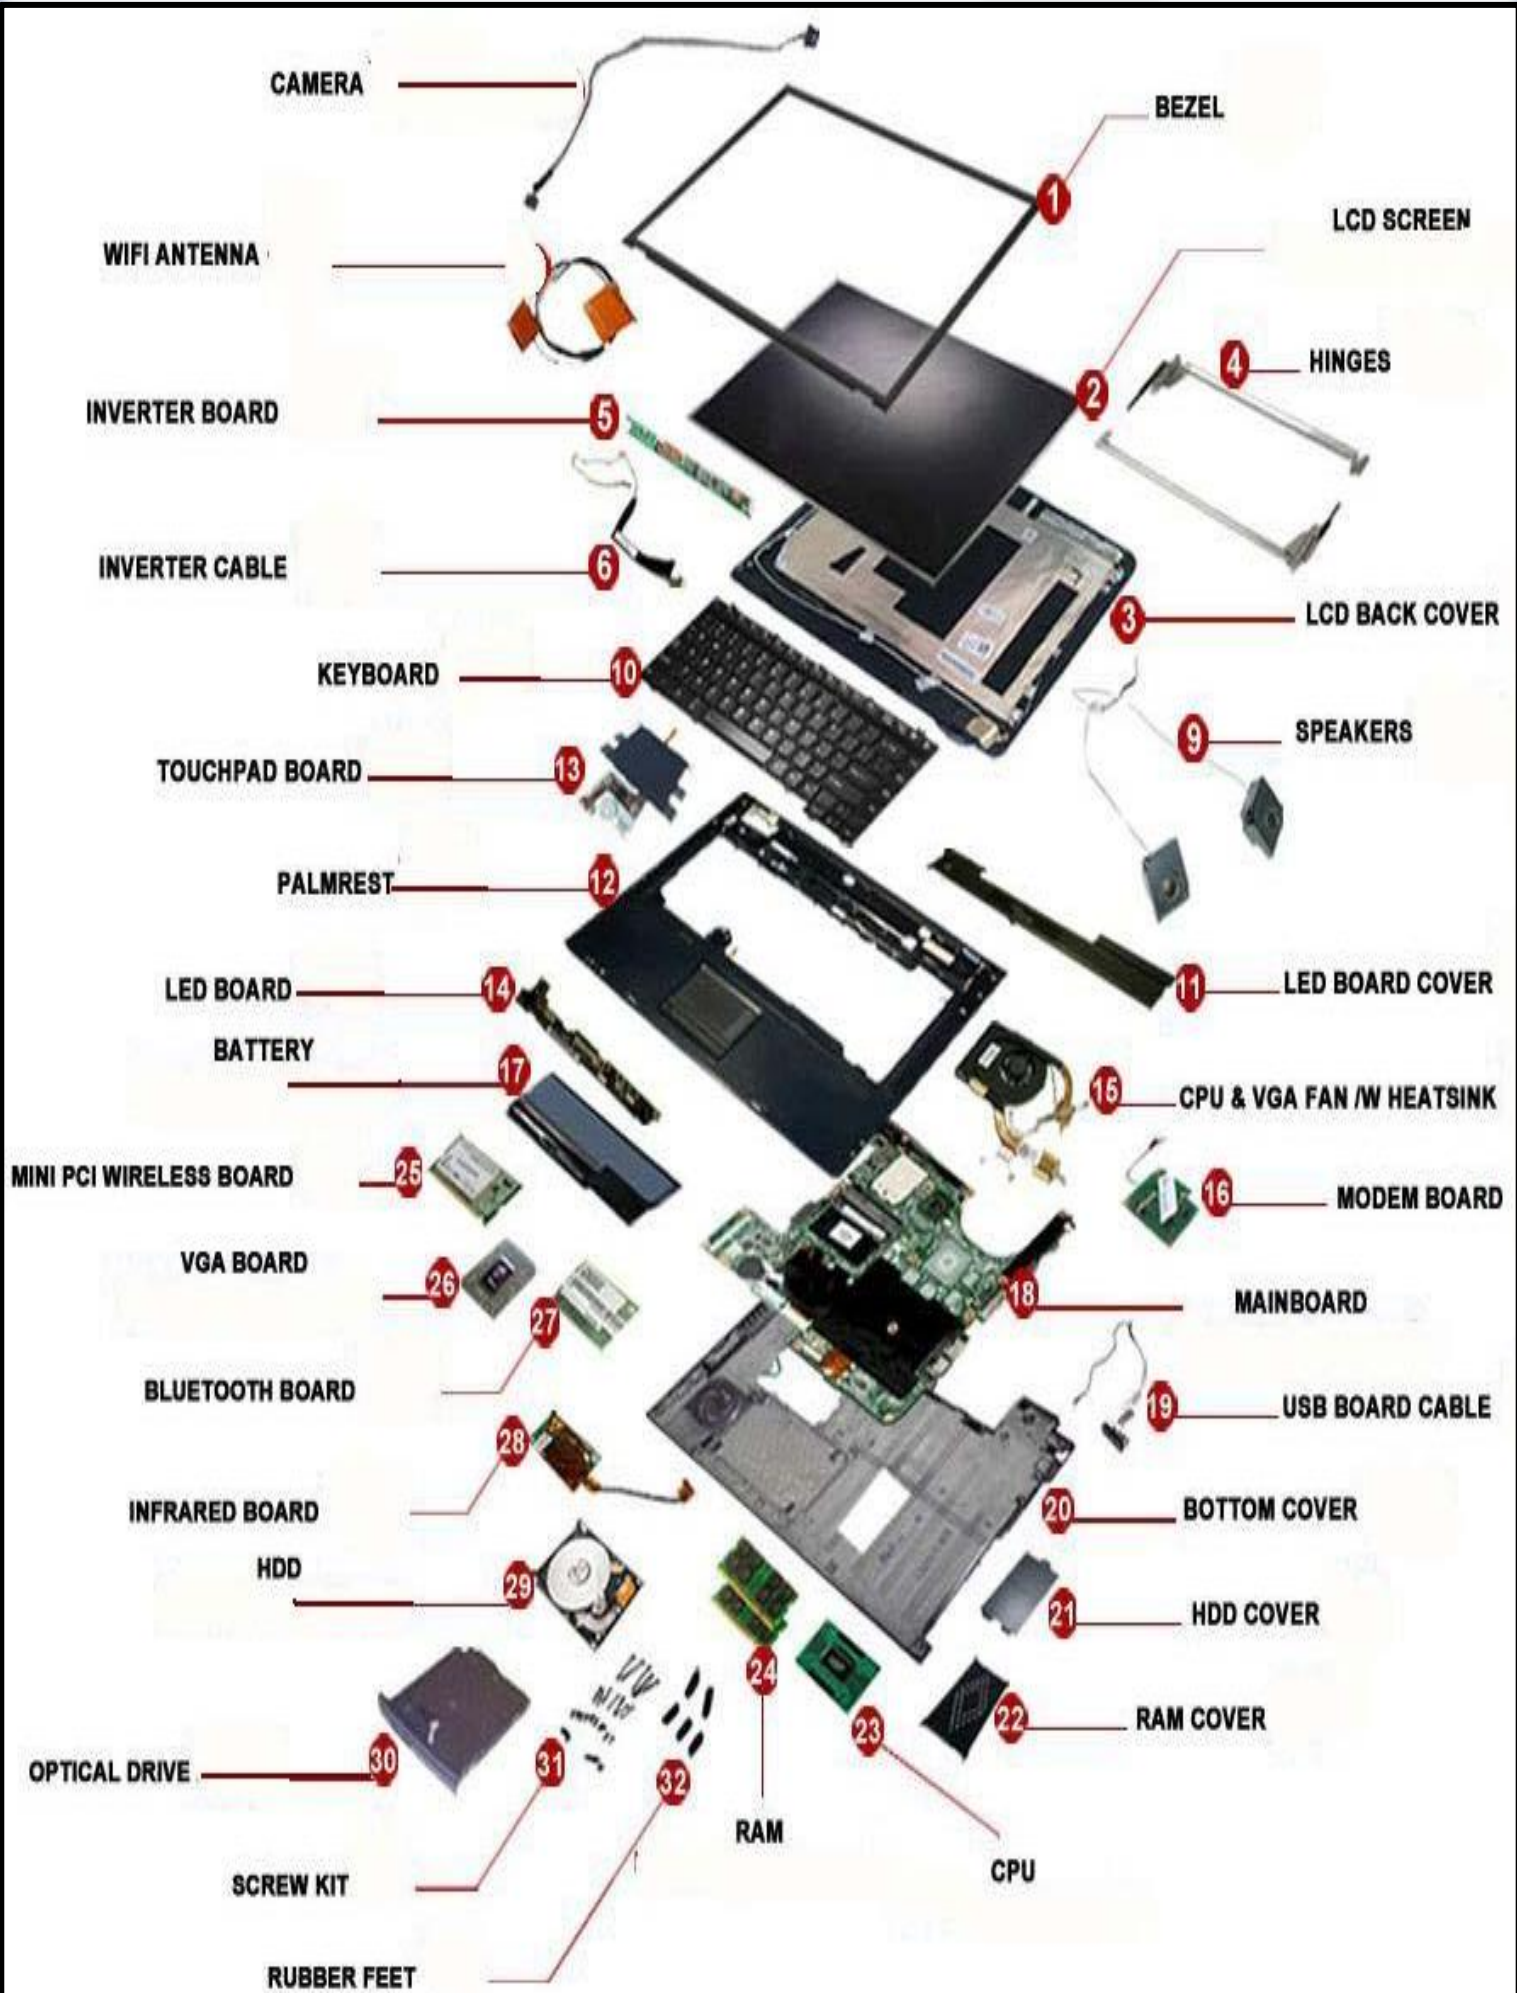 CAMERA
BEZEL
1
LCD SCREEN
WIFI ANTENNA
2
4 HINGES
INVERTER BOARD 5
INVERTER CABLE 6
3 LCD BACK COVER
KEYBOARD 10
9 SPEAKERS
TOUCHPAD BOARD 13
PALMREST 12
LED BOARD 14
11 LED BOARD COVER
BATTERY 17
15 CPU & VGA FAN /W HEATSINK
MINI PCI WIRELESS BOARD 25
16 MODEM BOARD
VGA BOARD 26
18 MAINBOARD
27
BLUETOOTH BOARD
19 USB BOARD CABLE
28
INFRARED BOARD
20 BOTTOM COVER
HDD 29
21 HDD COVER
24
23
22 RAM COVER
OPTICAL DRIVE 30
31
32
RAM
CPU
SCREW KIT
RUBBER FEET